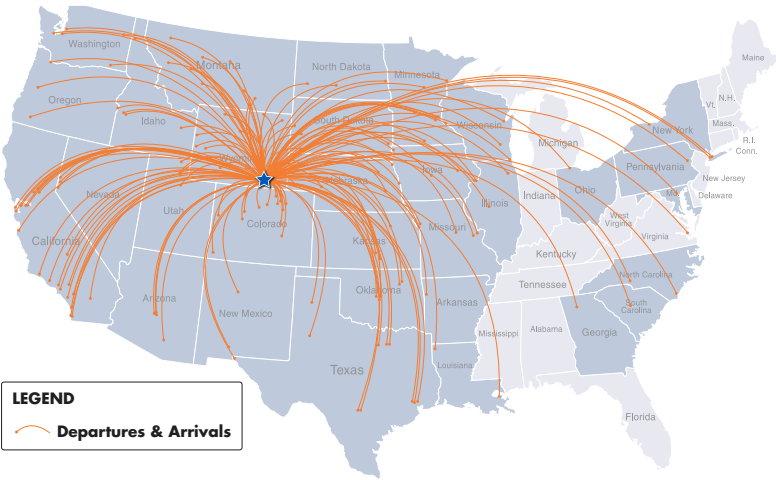 Washington
Montana
North Dakota
Minnesota
Maine
Oregon
Idaho
South Dakota
Wisconsin
Michigan
New York
Vt.
N.H.
Mass.
R.I.
Conn.
Iowa
Nebraska
Nevada
Utah
Colorado
Illinois
Indiana
Ohio
Pennsylvania
New Jersey
Delaware
West
Virginia
Virginia
California
Kansas
Missouri
Kentucky
Tennessee
North Carolina
South
Carolina
Arizona
New Mexico
Oklahoma
Arkansas
Mississippi
Alabama
Georgia
Texas
Louisiana
Florida
LEGEND
Departures & Arrivals